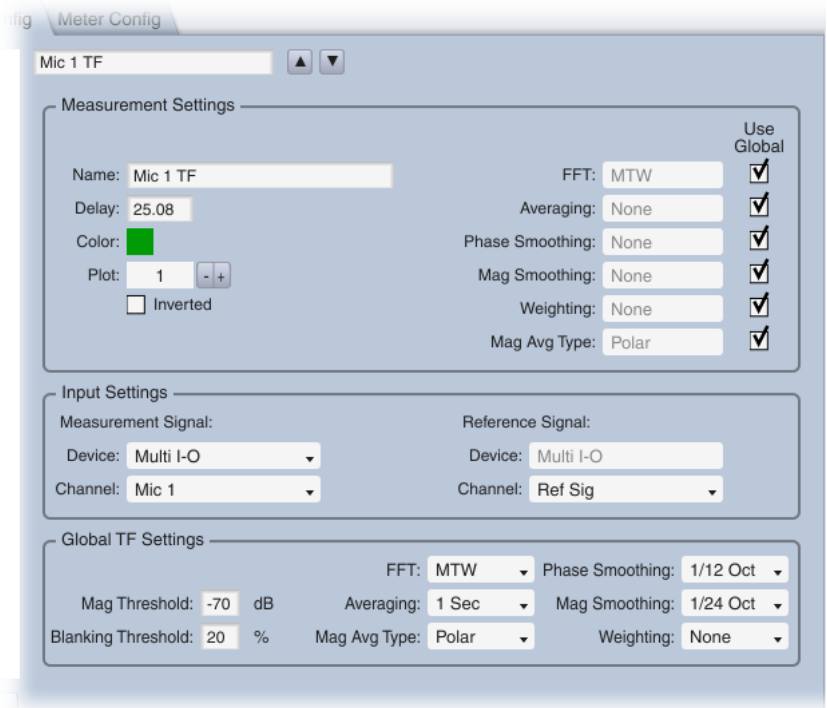 fig Meter Config
Mic 1 TF ▲ ▼
Measurement Settings
Use
Global
Name: Mic 1 TF FFT: MTW
Delay: 25.08 Averaging: None
Color: Phase Smoothing: None
Plot: 1 - + Mag Smoothing: None
Inverted Weighting: None
Mag Avg Type: Polar
Input Settings
Measurement Signal: Reference Signal:
Device: Multi I-O Device: Multi I-O
Channel: Mic 1 Channel: Ref Sig
Global TF Settings
FFT: MTW Phase Smoothing: 1/12 Oct
Mag Threshold: -70 dB Averaging: 1 Sec Mag Smoothing: 1/24 Oct
Blanking Threshold: 20 % Mag Avg Type: Polar Weighting: None